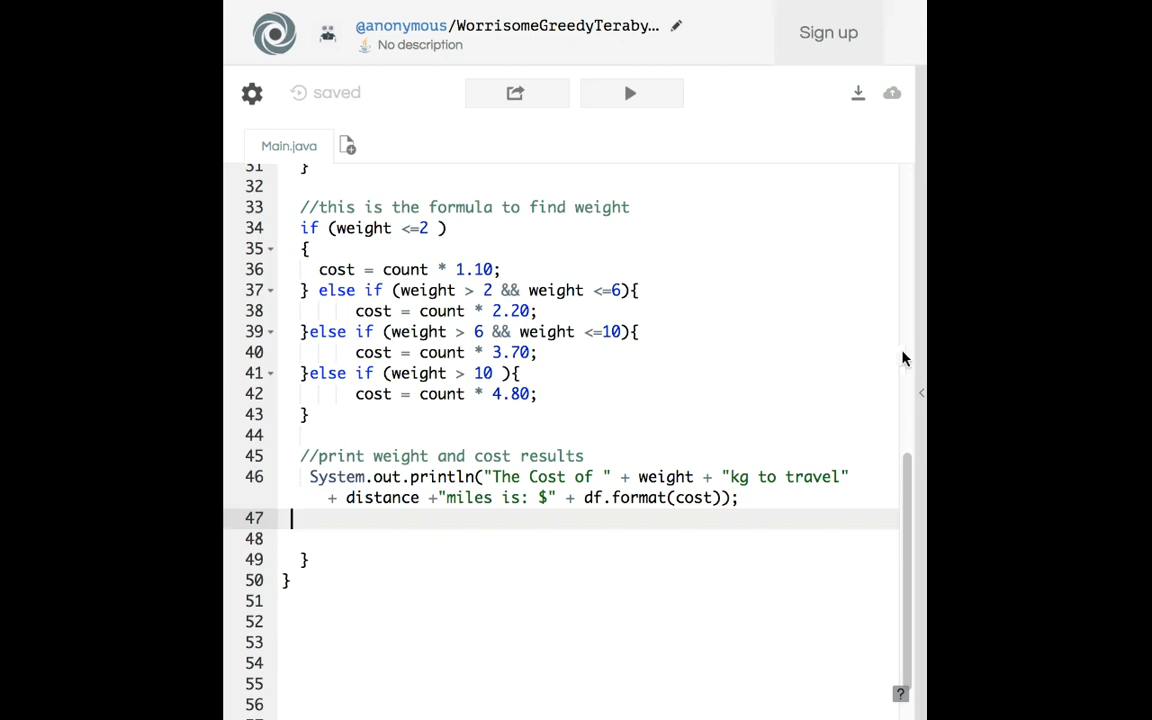 @anonymous/WorrisomeGreedyTeraby...
No description
Sign up
saved
Main.java
31 }
32
33 //this is the formula to find weight
34 if (weight <=2 )
35 {
36 cost = count * 1.10;
37 } else if (weight > 2 && weight <=6){
38 cost = count * 2.20;
39 }else if (weight > 6 && weight <=10){
40 cost = count * 3.70;
41 }else if (weight > 10 ){
42 cost = count * 4.80;
43 }
44
45 //print weight and cost results
46 System.out.println("The Cost of " + weight + "kg to travel"
+ distance +"miles is: $" + df.format(cost));
47
48
49 }
50 }
51
52
53
54
55
56
?